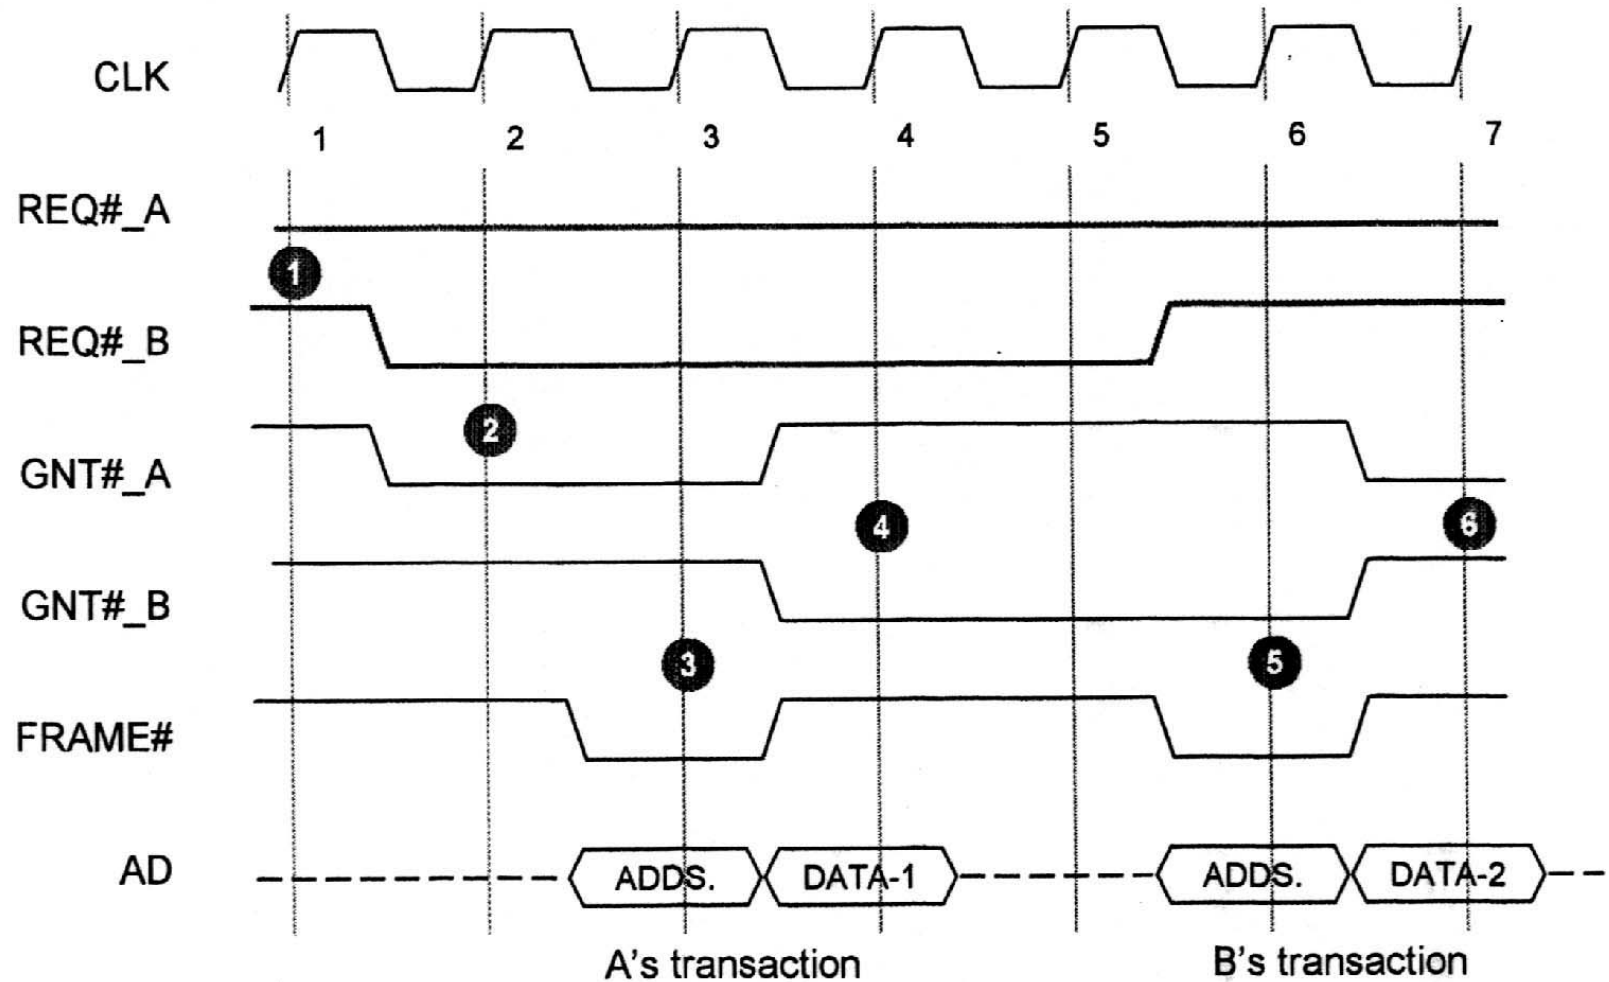 CLK
1 2 3 4 5 6 7
REQ#_A
1
REQ#_B
2
GNT#_A
4 6
GNT#_B
3 5
FRAME#
AD ADDS. DATA-1 ADDS. DATA-2
A's transaction B's transaction